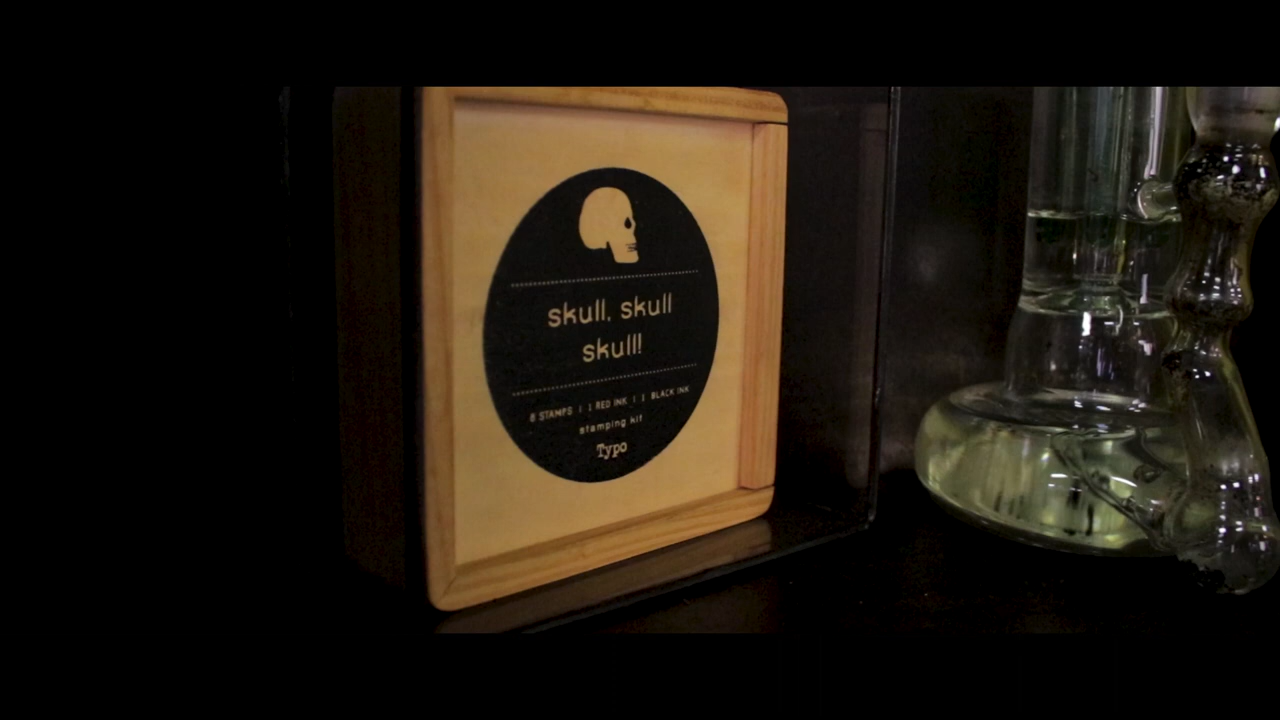 skull, skull
skull!
8 STAMPS | 1 RED INK | 1 BLACK INK
stamping kit
Typo